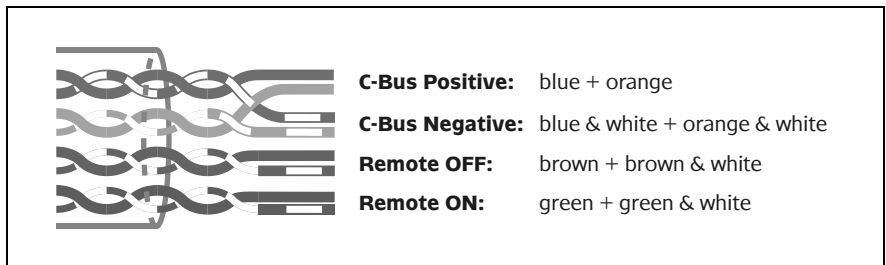 C-Bus Positive: blue + orange
C-Bus Negative: blue & white + orange & white
Remote OFF: brown + brown & white
Remote ON: green + green & white